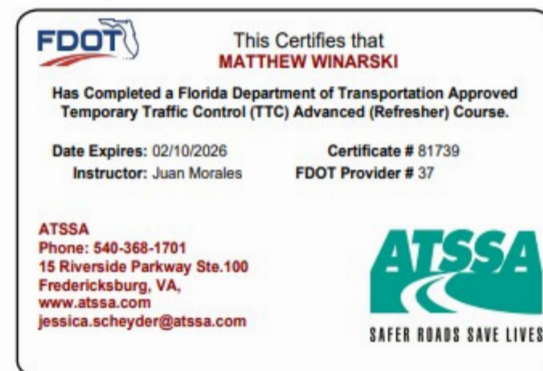 FDOT
This Certifies that
MATTHEW WINARSKI
Has Completed a Florida Department of Transportation Approved
Temporary Traffic Control (TTC) Advanced (Refresher) Course.
Date Expires: 02/10/2026
Certificate # 81739
Instructor: Juan Morales
FDOT Provider # 37
ATSSA
Phone: 540-368-1701
15 Riverside Parkway Ste.100
Fredericksburg, VA,
www.atssa.com
jessica.scheyder@atssa.com
ATSSA
SAFER ROADS SAVE LIVES